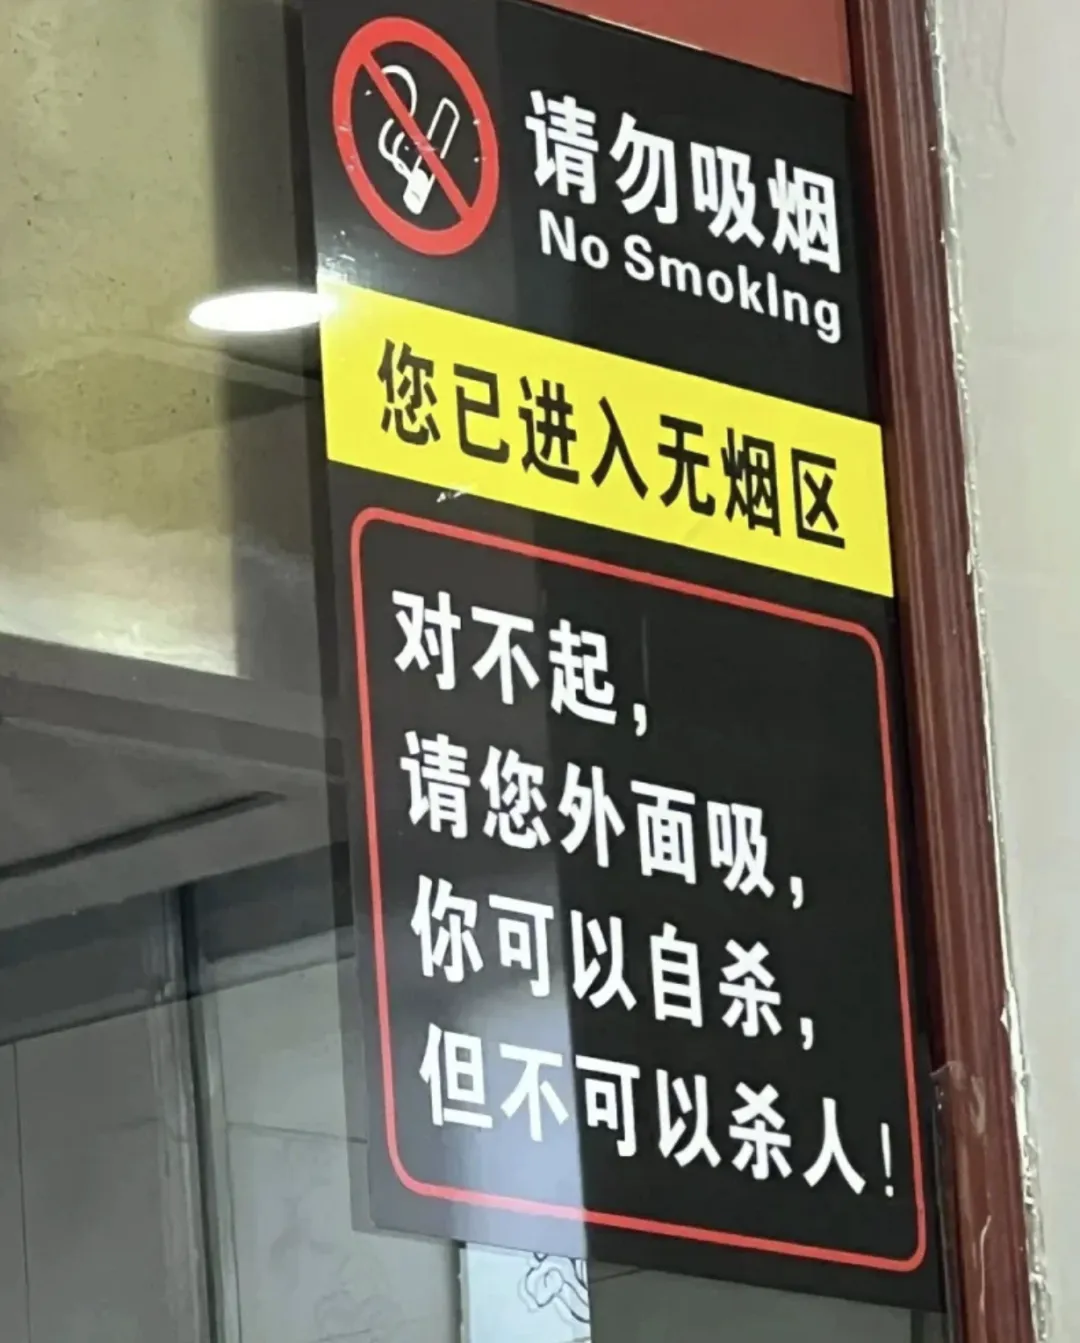 请勿吸烟
No SmokIng
您已进入无烟区
对不起，
请您外面吸，
你可以自杀，
但不可以杀人！